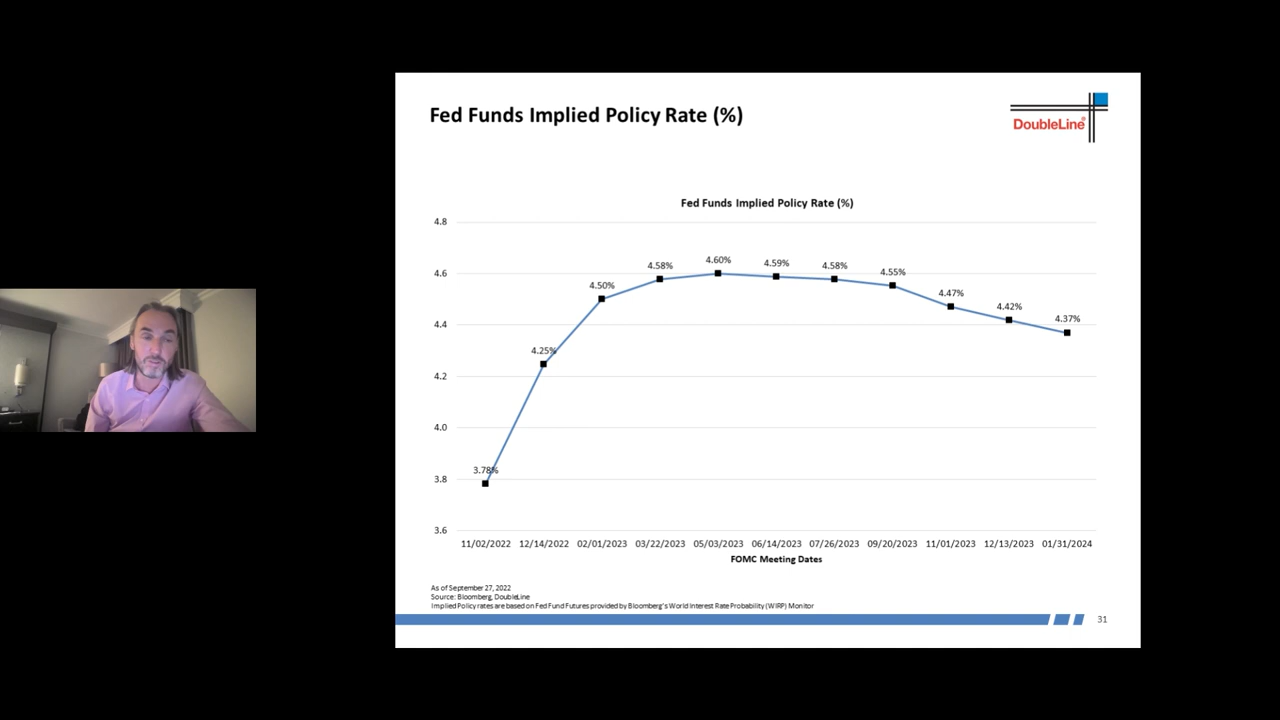 Fed Funds Implied Policy Rate (%)
DoubleLine®
Fed Funds Implied Policy Rate (%)
4.8
4.6
4.4
4.2
4.0
3.8
3.6
3.78%
4.25%
4.50%
4.58%
4.60%
4.59%
4.58%
4.55%
4.47%
4.42%
4.37%
11/02/2022 12/14/2022 02/01/2023 03/22/2023 05/03/2023 06/14/2023 07/26/2023 09/20/2023 11/01/2023 12/13/2023 01/31/2024
FOMC Meeting Dates
As of September 27, 2022
Source: Bloomberg, DoubleLine
Implied Policy rates are based on Fed Fund Futures provided by Bloomberg's World Interest Rate Probability (WIRP) Monitor
31